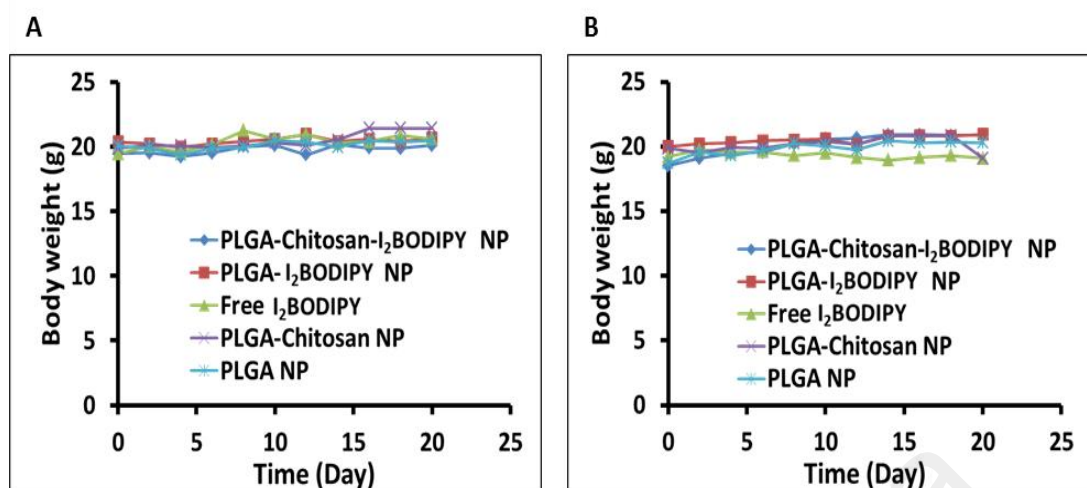 A
B
25
20
15
10
5
0
Body weight (g)
PLGA-Chitosan-I₂BODIPY NP
PLGA- I₂BODIPY NP
Free I₂BODIPY
PLGA-Chitosan NP
PLGA NP
0 5 10 15 20 25
Time (Day)
25
20
15
10
5
0
Body weight (g)
PLGA-Chitosan-I₂BODIPY NP
PLGA-I₂BODIPY NP
Free I₂BODIPY
PLGA-Chitosan NP
PLGA NP
0 5 10 15 20 25
Time (Day)